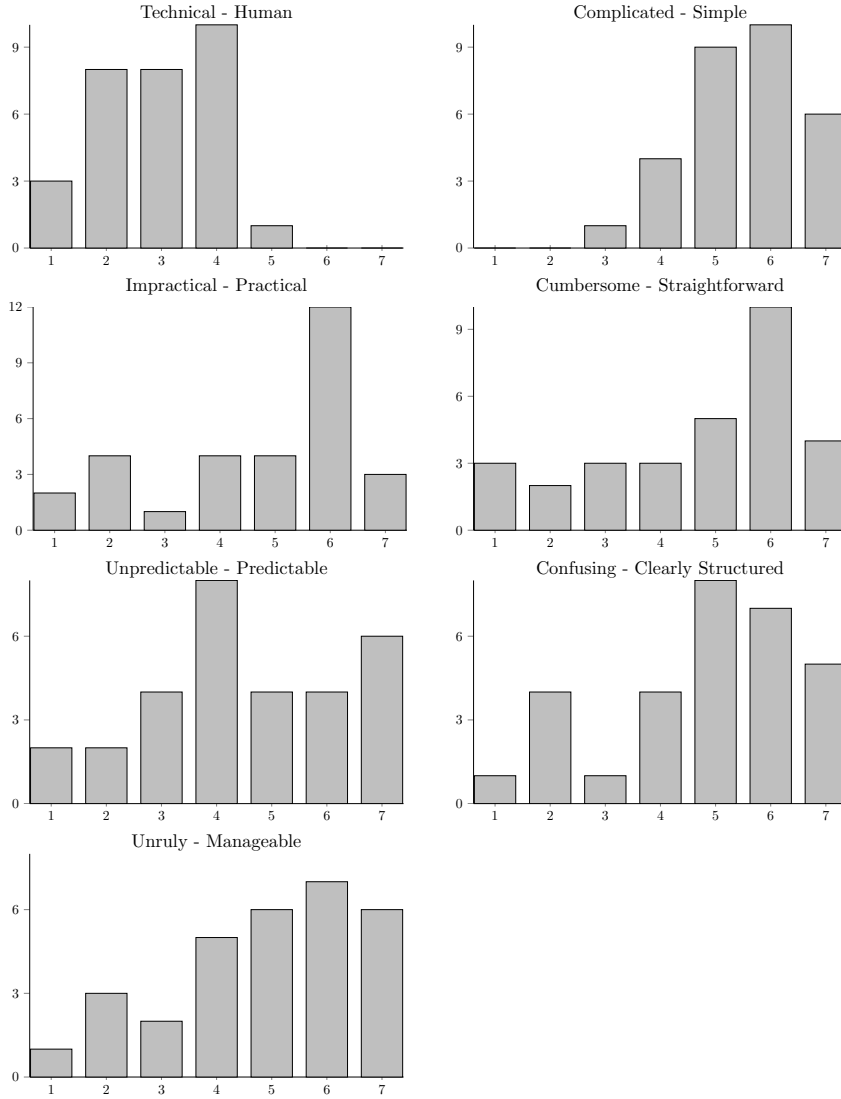 Technical - Human
9
6
3
0
1 2 3 4 5 6 7
Complicated - Simple
9
6
3
0
1 2 3 4 5 6 7
Impractical - Practical
12
9
6
3
0
1 2 3 4 5 6 7
Cumbersome - Straightforward
9
6
3
0
1 2 3 4 5 6 7
Unpredictable - Predictable
6
3
0
1 2 3 4 5 6 7
Confusing - Clearly Structured
6
3
0
1 2 3 4 5 6 7
Unruly - Manageable
6
3
0
1 2 3 4 5 6 7